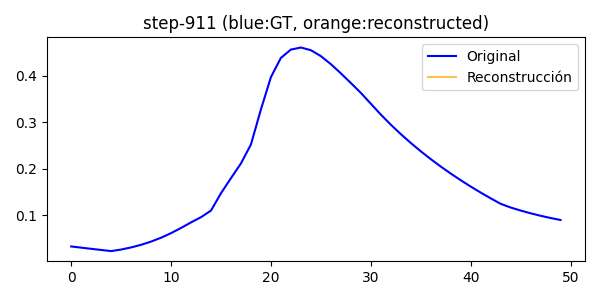 step-911 (blue:GT, orange:reconstructed)
Original
Reconstrucción
0.4
0.3
0.2
0.1
0 10 20 30 40 50